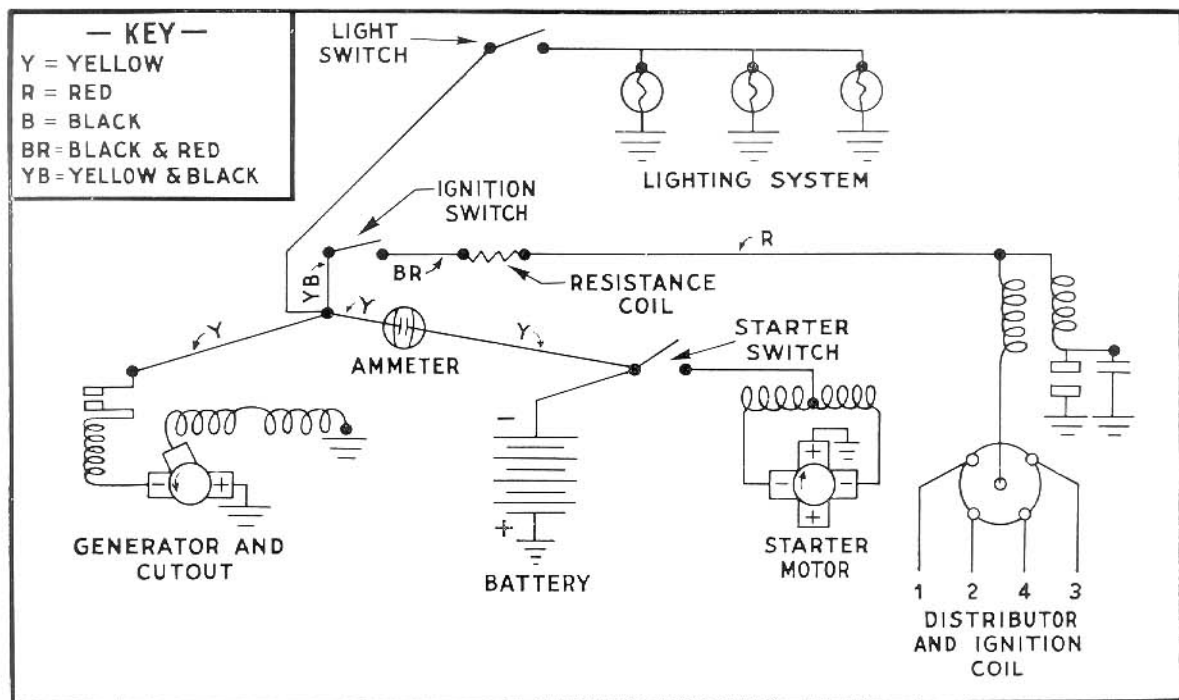 — KEY —
Y = YELLOW
R = RED
B = BLACK
BR = BLACK & RED
YB = YELLOW & BLACK
LIGHT
SWITCH
LIGHTING SYSTEM
IGNITION
SWITCH
YB
BR
R
RESISTANCE
COIL
Y
Y
Y
AMMETER
STARTER
SWITCH
-
+
BATTERY
- +
GENERATOR AND
CUTOUT
+
- -
+
STARTER
MOTOR
1 2 4 3
DISTRIBUTOR
AND IGNITION
COIL